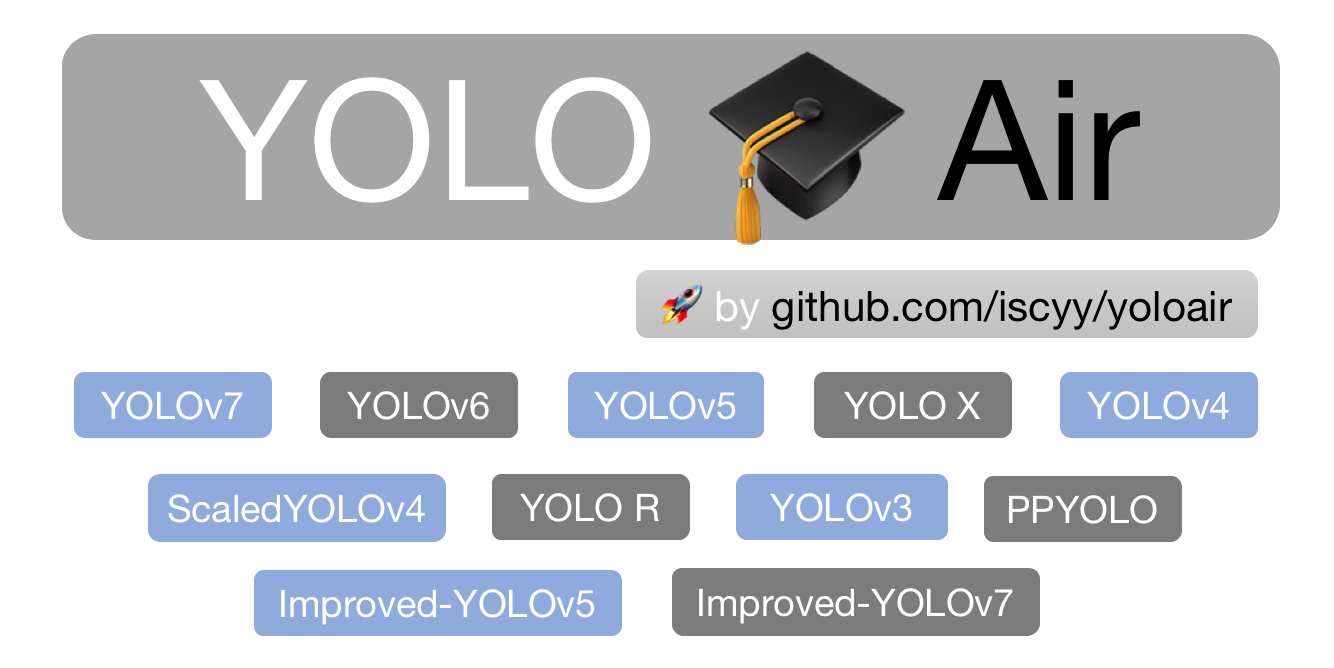 YOLO Air
by github.com/iscyy/yoloair
YOLOv7 YOLOv6 YOLOv5 YOLO X YOLOv4
ScaledYOLOv4 YOLO R YOLOv3 PPYOLO
Improved-YOLOv5 Improved-YOLOv7